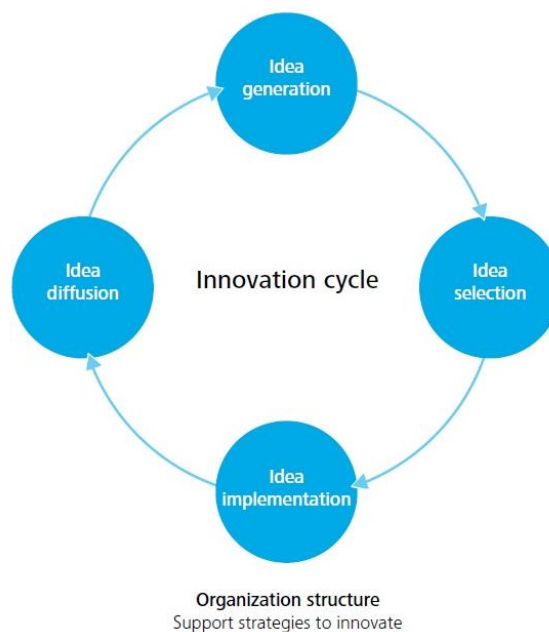 Idea
generation
Idea
selection
Idea
implementation
Idea
diffusion
Innovation cycle
Organization structure
Support strategies to innovate